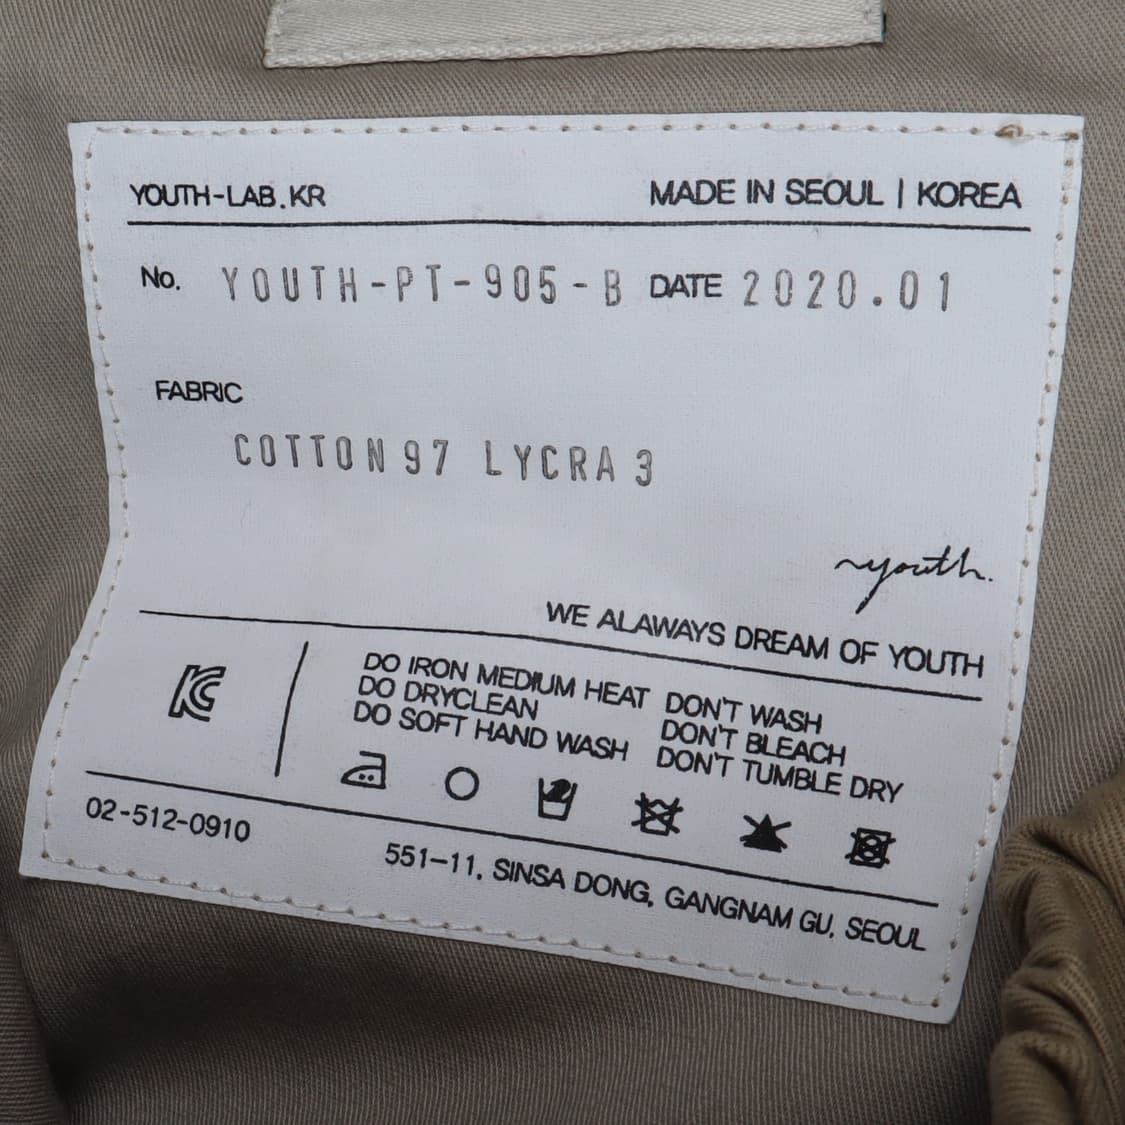 YOUTH-LAB.KR MADE IN SEOUL | KOREA
No. YOUTH-PT-905-B DATE 2020.01
FABRIC
COTTON 97 LYCRA 3
youth.
WE ALAWAYS DREAM OF YOUTH
KC
DO IRON MEDIUM HEAT DON'T WASH
DO DRYCLEAN DON'T BLEACH
DO SOFT HAND WASH DON'T TUMBLE DRY
02-512-0910
551-11, SINSA DONG, GANGNAM GU, SEOUL